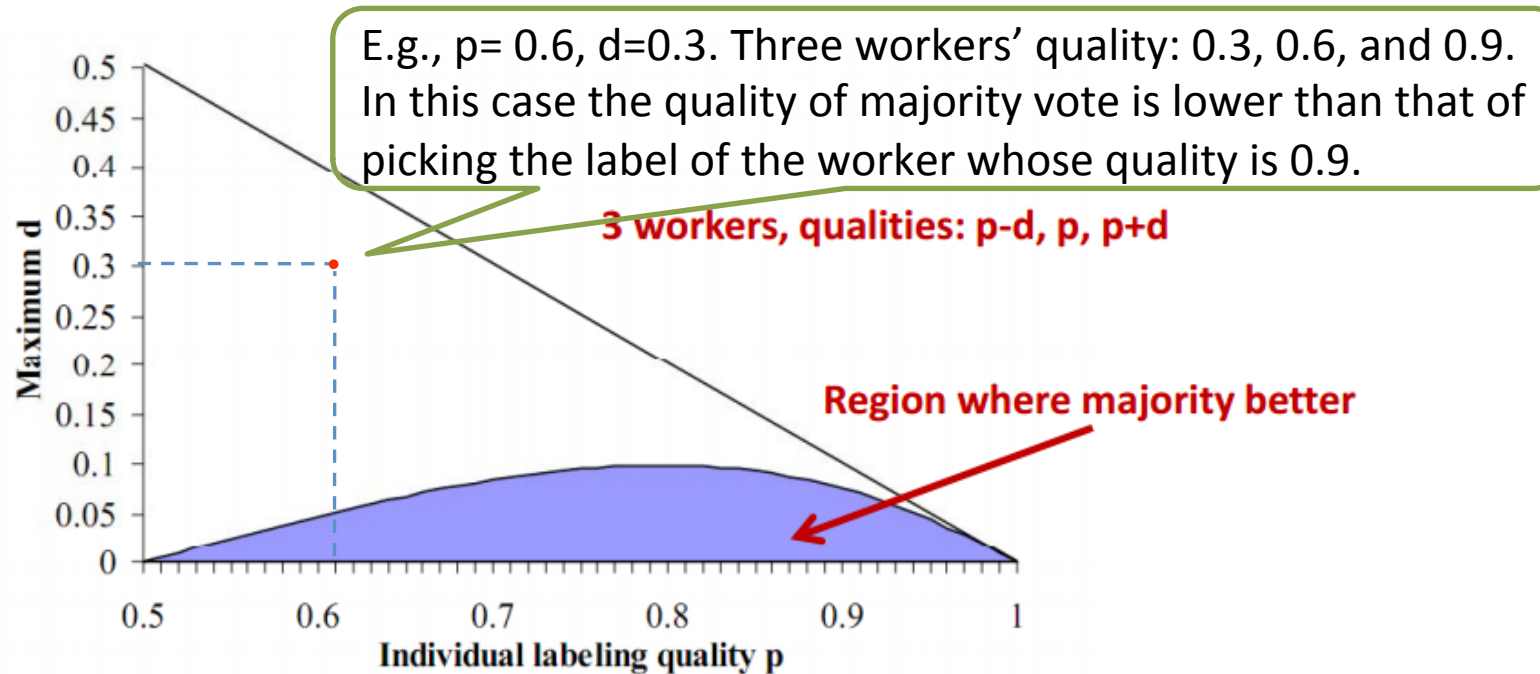 E.g., p= 0.6, d=0.3. Three workers’ quality: 0.3, 0.6, and 0.9.
In this case the quality of majority vote is lower than that of
picking the label of the worker whose quality is 0.9.
3 workers, qualities: p-d, p, p+d
Region where majority better
Maximum d
0.5
0.45
0.4
0.35
0.3
0.25
0.2
0.15
0.1
0.05
0
0.5 0.6 0.7 0.8 0.9 1
Individual labeling quality p